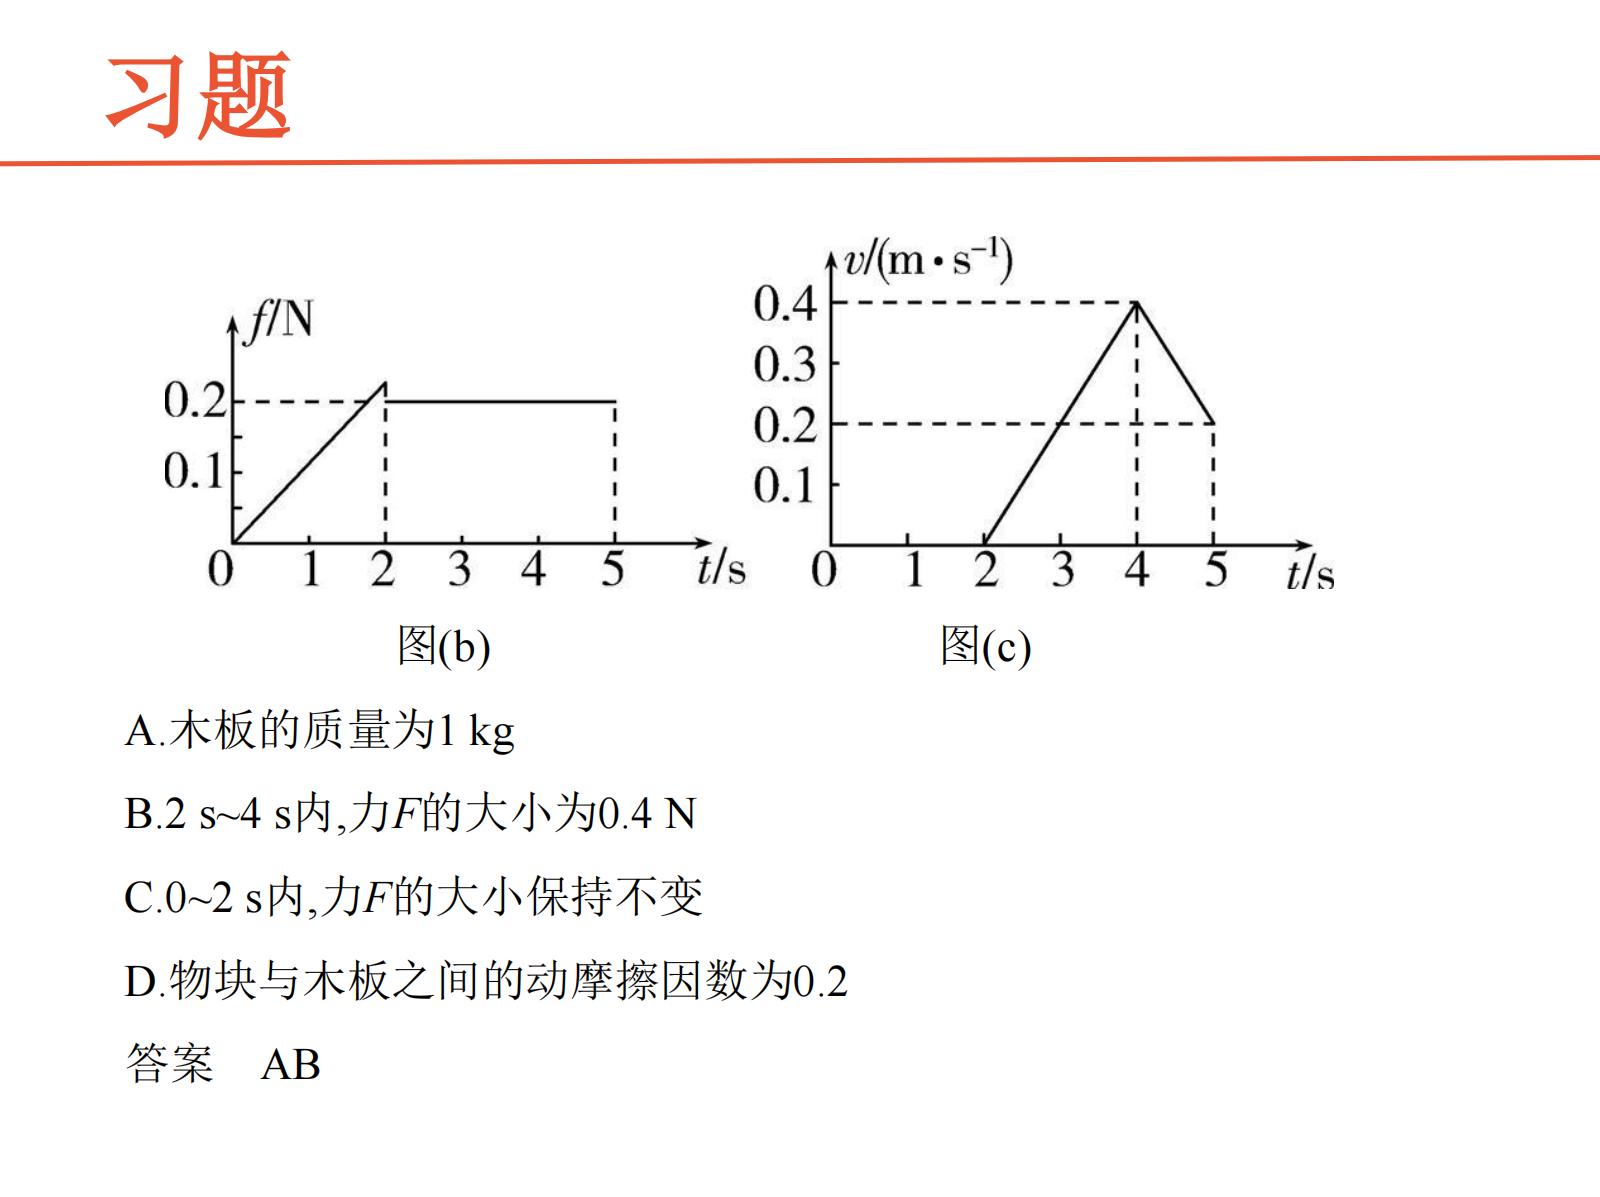 习题
f/N
0.2
0.1
0 1 2 3 4 5 t/s
v/(m·s⁻¹)
0.4
0.3
0.2
0.1
0 1 2 3 4 5 t/s
图(b)
图(c)
A.木板的质量为1 kg
B.2 s~4 s内,力F的大小为0.4 N
C.0~2 s内,力F的大小保持不变
D.物块与木板之间的动摩擦因数为0.2
答案 AB